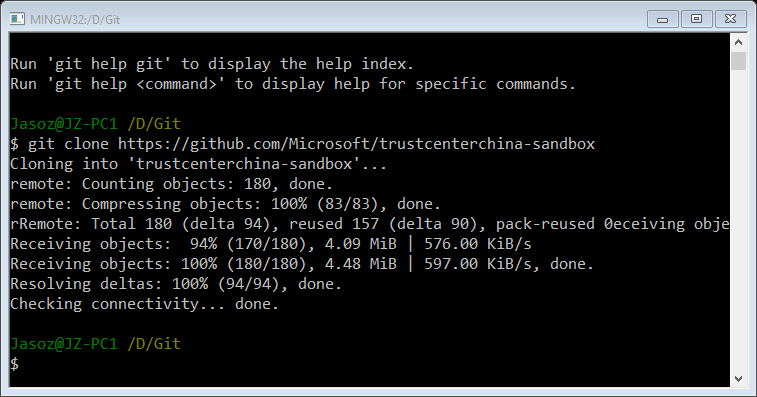 MINGW32:/D/Git
Run 'git help git' to display the help index.
Run 'git help <command>' to display help for specific commands.
Jasoz@JZ-PC1 /D/Git
$ git clone https://github.com/Microsoft/trustcenterchina-sandbox
Cloning into 'trustcenterchina-sandbox'...
remote: Counting objects: 180, done.
remote: Compressing objects: 100% (83/83), done.
rRemote: Total 180 (delta 94), reused 157 (delta 90), pack-reused 0eceiving obje
Receiving objects:  94% (170/180), 4.09 MiB | 576.00 KiB/s
Receiving objects: 100% (180/180), 4.48 MiB | 597.00 KiB/s, done.
Resolving deltas: 100% (94/94), done.
Checking connectivity... done.
Jasoz@JZ-PC1 /D/Git
$